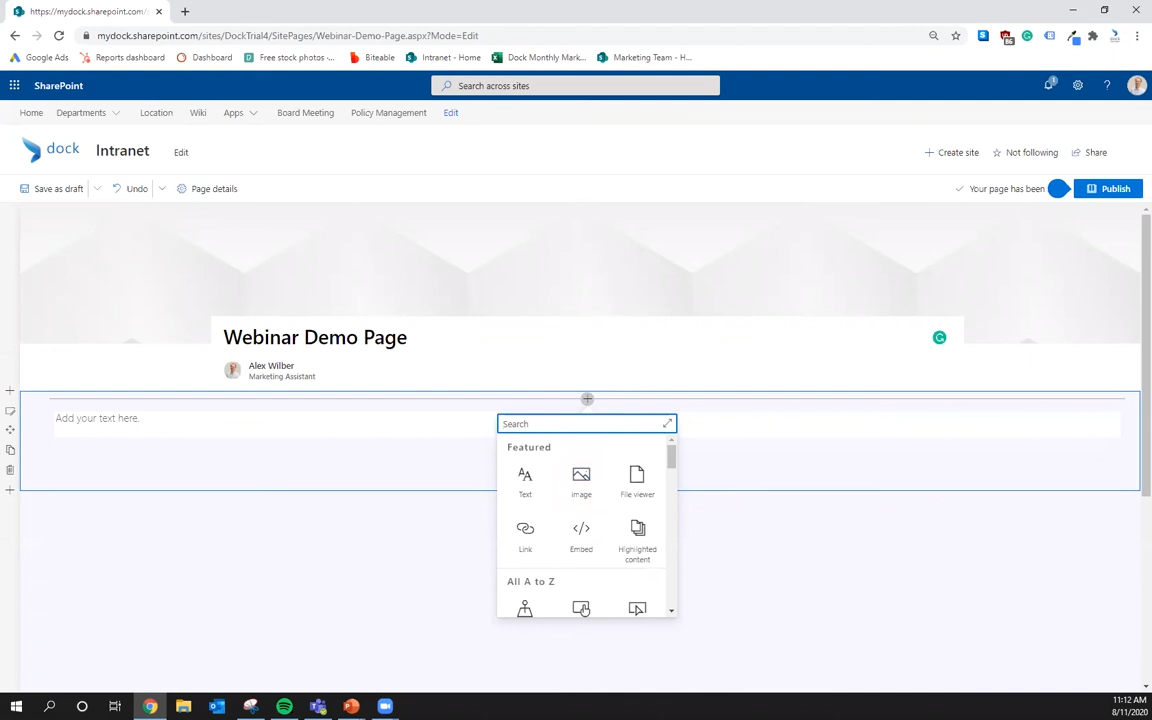 https://mydock.sharepoint.com/
mydock.sharepoint.com/sites/DockTrial4/SitePages/Webinar-Demo-Page.aspx?Mode=Edit
Google Ads Reports dashboard Dashboard Free stock photos -... Biteable Intranet - Home Dock Monthly Mark... Marketing Team - H...
SharePoint
Search across sites
1
Home Departments Location Wiki Apps Board Meeting Policy Management Edit
dock Intranet Edit
Create site Not following Share
Save as draft Undo Page details
Your page has been Publish
Webinar Demo Page
Alex Wilber
Marketing Assistant
Add your text here.
Search
Featured
Text Image File viewer
Link Embed Highlighted content
All A to Z
11:12 AM
8/11/2020